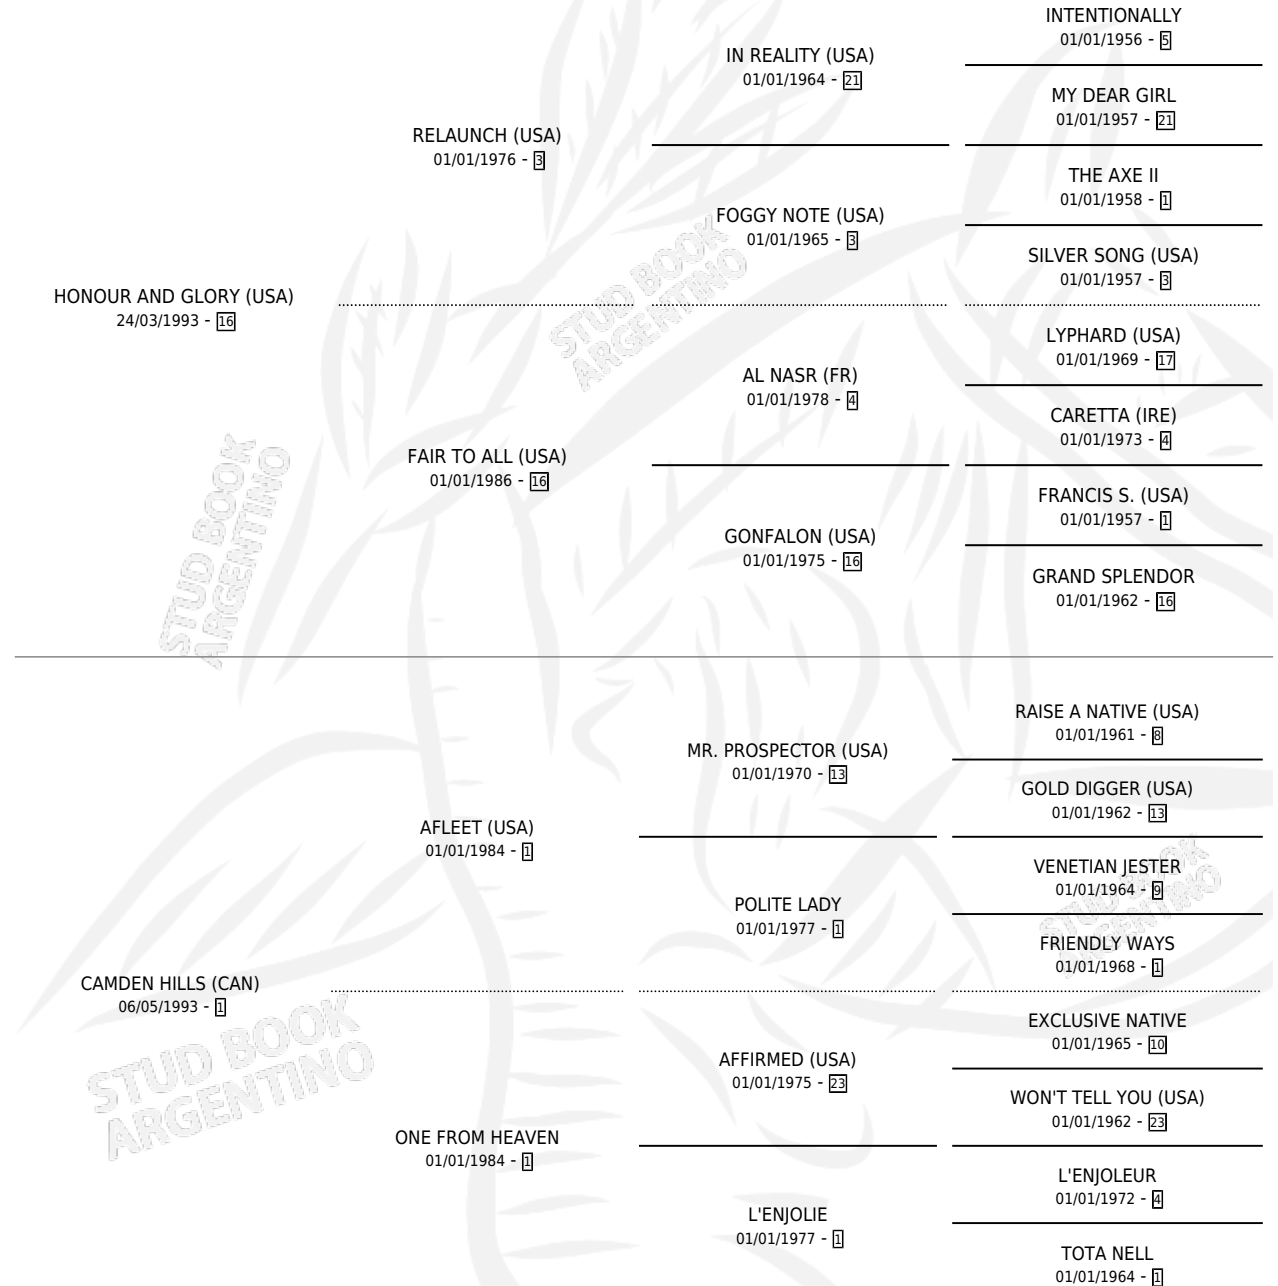 INTENTIONALLY
01/01/1956 - 5
IN REALITY (USA)
01/01/1964 - 21
MY DEAR GIRL
01/01/1957 - 21
RELAUNCH (USA)
01/01/1976 - 3
THE AXE II
01/01/1958 - 1
FOGGY NOTE (USA)
01/01/1965 - 3
SILVER SONG (USA)
01/01/1957 - 3
HONOUR AND GLORY (USA)
24/03/1993 - 16
LYPHARD (USA)
01/01/1969 - 17
AL NASR (FR)
01/01/1978 - 4
CARETTA (IRE)
01/01/1973 - 4
FAIR TO ALL (USA)
01/01/1986 - 16
FRANCIS S. (USA)
01/01/1957 - 1
GONFALON (USA)
01/01/1975 - 16
GRAND SPLENDOR
01/01/1962 - 16
RAISE A NATIVE (USA)
01/01/1961 - 8
MR. PROSPECTOR (USA)
01/01/1970 - 13
GOLD DIGGER (USA)
01/01/1962 - 13
AFLEET (USA)
01/01/1984 - 1
VENETIAN JESTER
01/01/1964 - 9
POLITE LADY
01/01/1977 - 1
FRIENDLY WAYS
01/01/1968 - 1
CAMDEN HILLS (CAN)
06/05/1993 - 1
EXCLUSIVE NATIVE
01/01/1965 - 10
AFFIRMED (USA)
01/01/1975 - 23
WON'T TELL YOU (USA)
01/01/1962 - 23
ONE FROM HEAVEN
01/01/1984 - 1
L'ENJOLEUR
01/01/1972 - 4
L'ENJOLIE
01/01/1977 - 1
TOTA NELL
01/01/1964 - 1
STUD BOOK
ARGENTINO
STUD BOOK
ARGENTINO
STUD BOOK
ARGENTINO
STUD BOOK
ARGENTINO